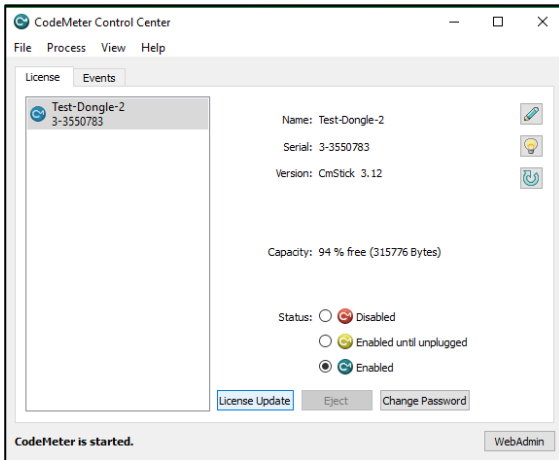 CodeMeter Control Center
File Process View Help
License Events
Test-Dongle-2
3-3550783
Name: Test-Dongle-2
Serial: 3-3550783
Version: CmStick 3.12
Capacity: 94 % free (315776 Bytes)
Status: Disabled
Enabled until unplugged
Enabled
License Update Eject Change Password
CodeMeter is started. WebAdmin